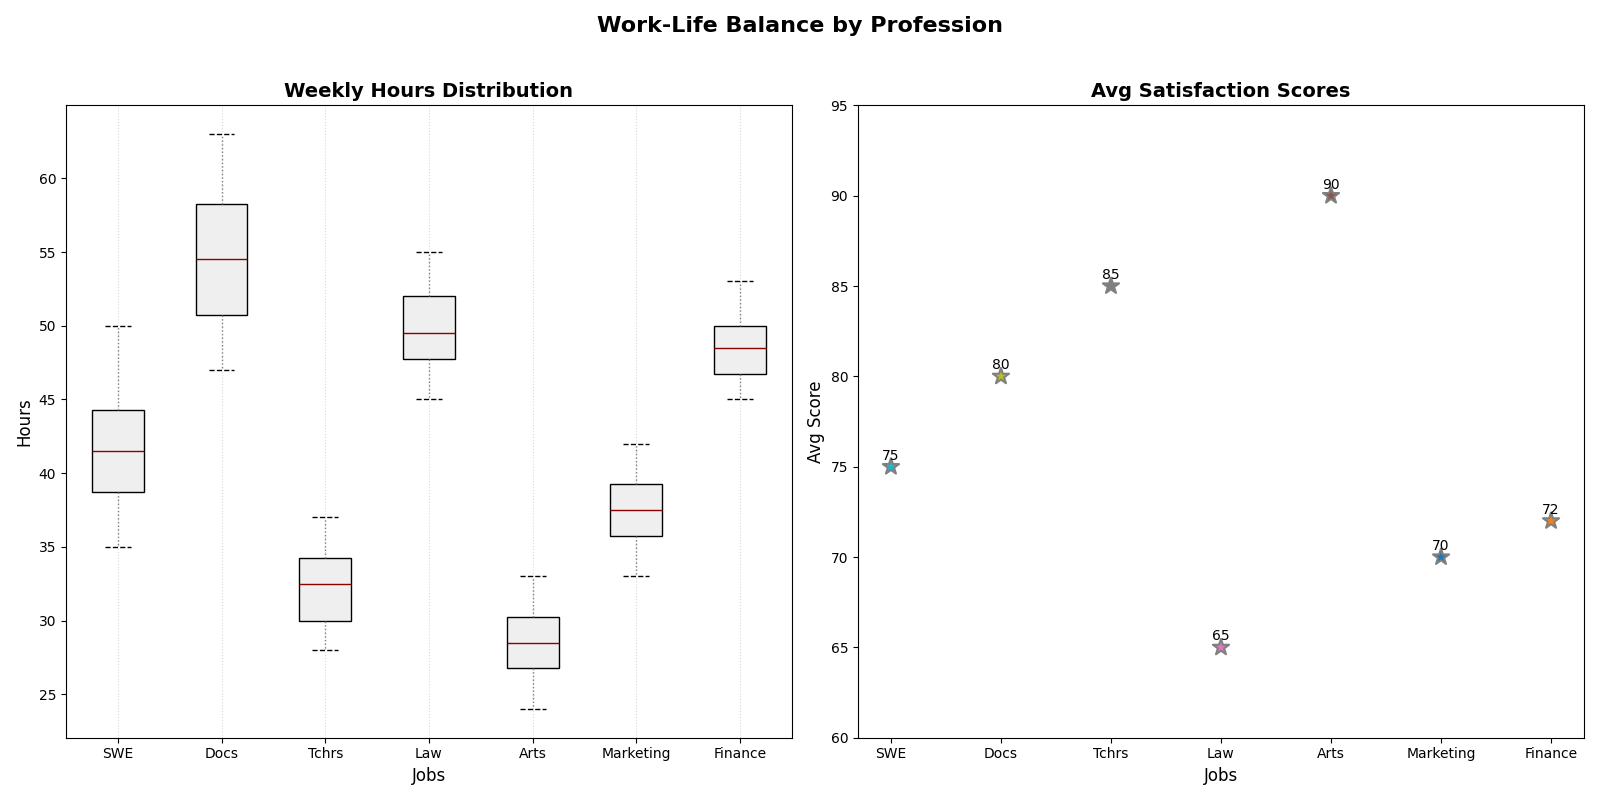 Work-Life Balance by Profession
Weekly Hours Distribution
Hours
60
55
50
45
40
35
30
25
SWE Docs Tchrs Law Arts Marketing Finance
Jobs
Avg Satisfaction Scores
Avg Score
95
90
85
80
75
70
65
60
75
80
85
65
90
70
72
SWE Docs Tchrs Law Arts Marketing Finance
Jobs